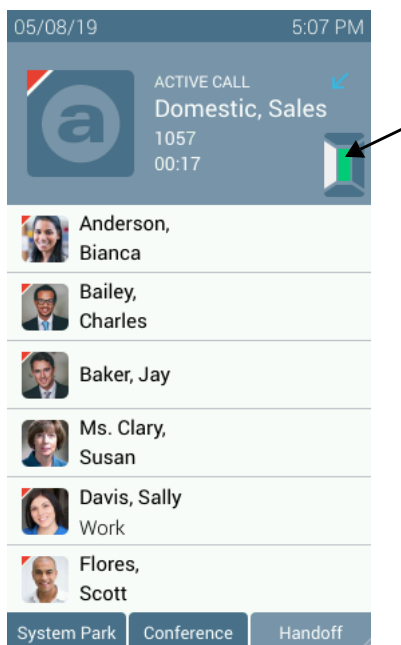 05/08/19 5:07 PM
a
ACTIVE CALL
Domestic, Sales
1057
00:17
Anderson,
Bianca
Bailey,
Charles
Baker, Jay
Ms. Clary,
Susan
Davis, Sally
Work
Flores,
Scott
System Park Conference Handoff